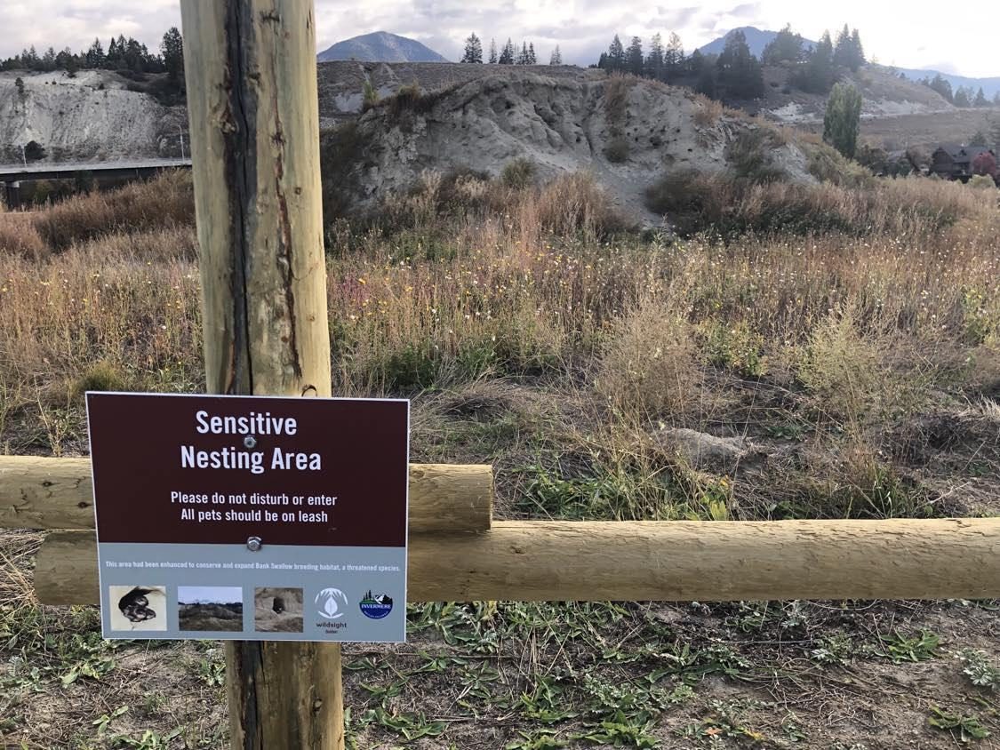 Sensitive
Nesting Area
Please do not disturb or enter
All pets should be on leash
This area had been enhanced to conserve and expand Bank Swallow breeding habitat, a threatened species.
wildsight
Golden
INVERMERE